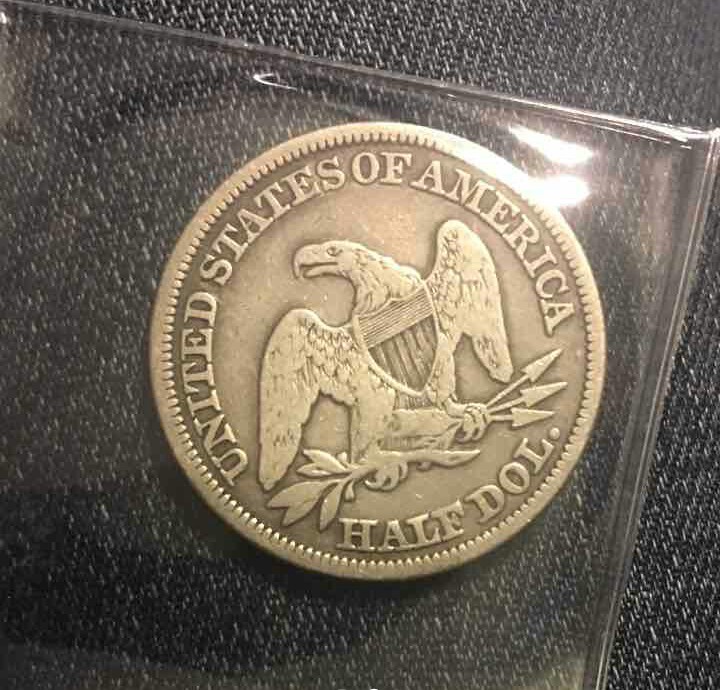 UNITED STATES OF AMERICA
HALF DOL.